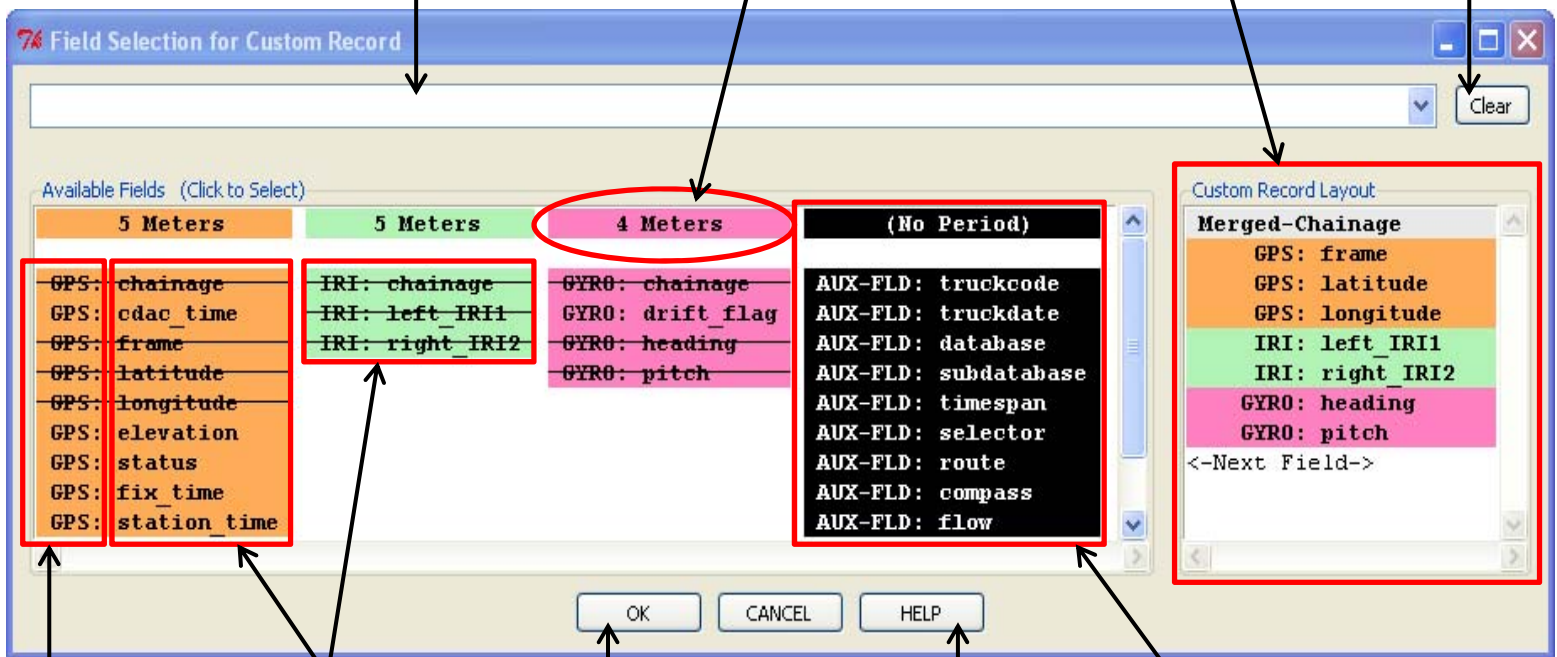 Field Selection for Custom Record
Clear
Available Fields (Click to Select)
Custom Record Layout
5 Meters 5 Meters 4 Meters (No Period)
GPS: chainage IRI: chainage GYRO: chainage AUX-FLD: truckcode
GPS: cdac_time IRI: left_IRI1 GYRO: drift_flag AUX-FLD: truckdate
GPS: frame IRI: right_IRI2 GYRO: heading AUX-FLD: database
GPS: latitude GYRO: pitch AUX-FLD: subdatabase
GPS: longitude AUX-FLD: timespan
GPS: elevation AUX-FLD: selector
GPS: status AUX-FLD: route
GPS: fix_time AUX-FLD: compass
GPS: station_time AUX-FLD: flow
Merged-Chainage
GPS: frame
GPS: latitude
GPS: longitude
IRI: left_IRI1
IRI: right_IRI2
GYRO: heading
GYRO: pitch
<-Next Field->
OK CANCEL HELP